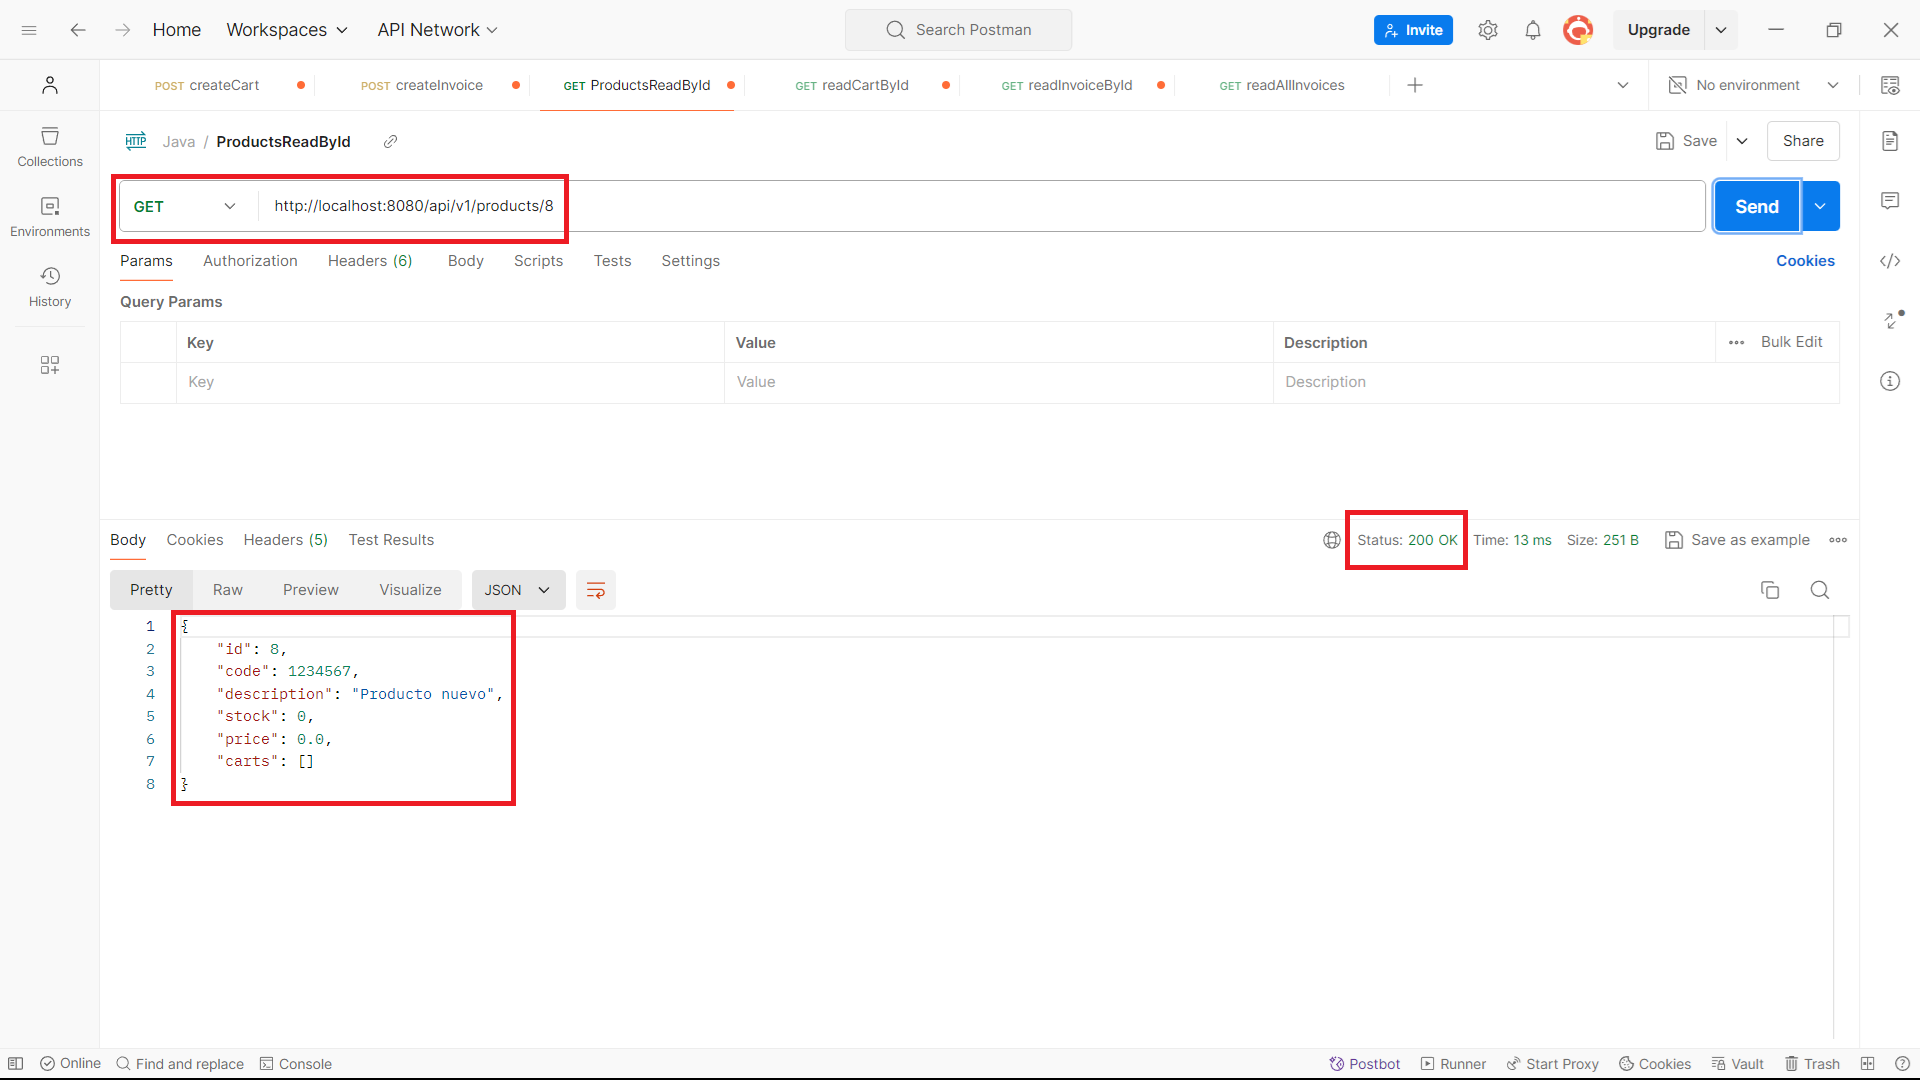 Home Workspaces API Network Search Postman Invite Upgrade
POST createCart POST createInvoice GET ProductsReadById GET readCartById GET readInvoiceById GET readAllInvoices No environment
HTTP Java / ProductsReadById Save Share
Collections
Environments
History
GET http://localhost:8080/api/v1/products/8 Send
Params Authorization Headers (6) Body Scripts Tests Settings Cookies
Query Params
Key Value Description Bulk Edit
Key Value Description
Body Cookies Headers (5) Test Results Status: 200 OK Time: 13 ms Size: 251 B Save as example
Pretty Raw Preview Visualize JSON
1 {
2 "id": 8,
3 "code": 1234567,
4 "description": "Producto nuevo",
5 "stock": 0,
6 "price": 0.0,
7 "carts": []
8 }
Online Find and replace Console Postbot Runner Start Proxy Cookies Vault Trash